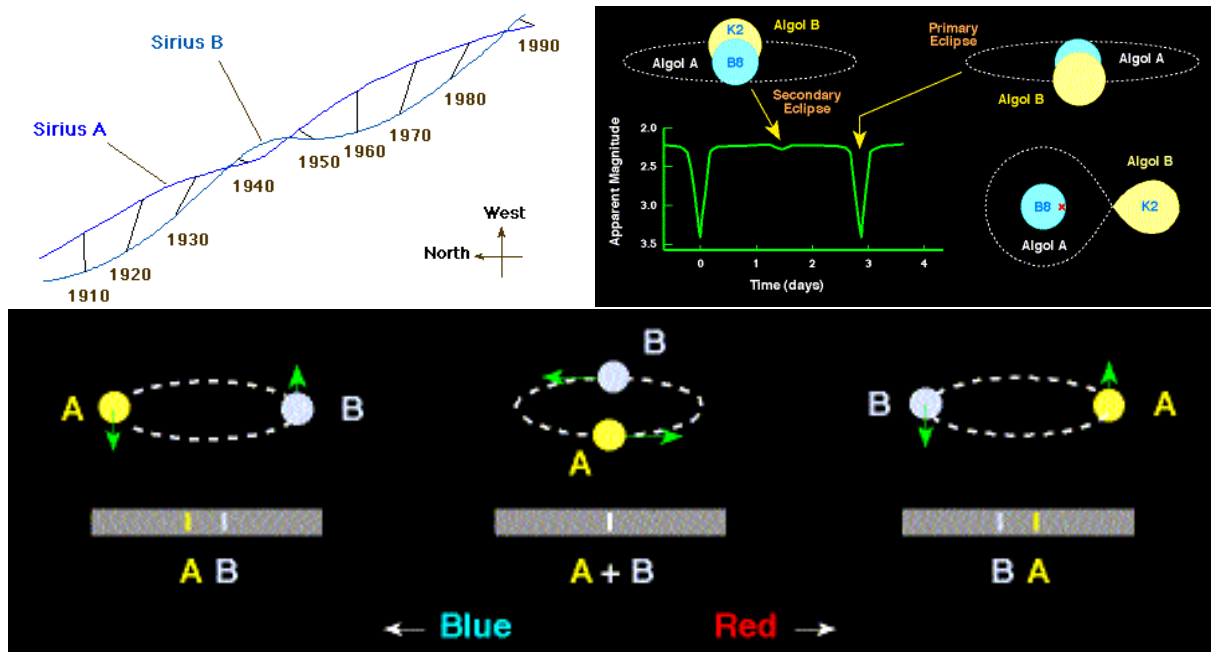 Sirius B
1990
Sirius A
1980
1970
1960
1950
1940
1930
1920
1910
West
North
K2
Algol B
Algol A
B8
Secondary
Eclipse
Primary
Eclipse
Algol A
Algol B
Apparent Magnitude
2.0
2.5
3.0
3.5
0
1
2
3
4
Time (days)
Algol B
B8
x
K2
Algol A
A
B
B
A
B
A
A B
A + B
B A
← Blue
Red →